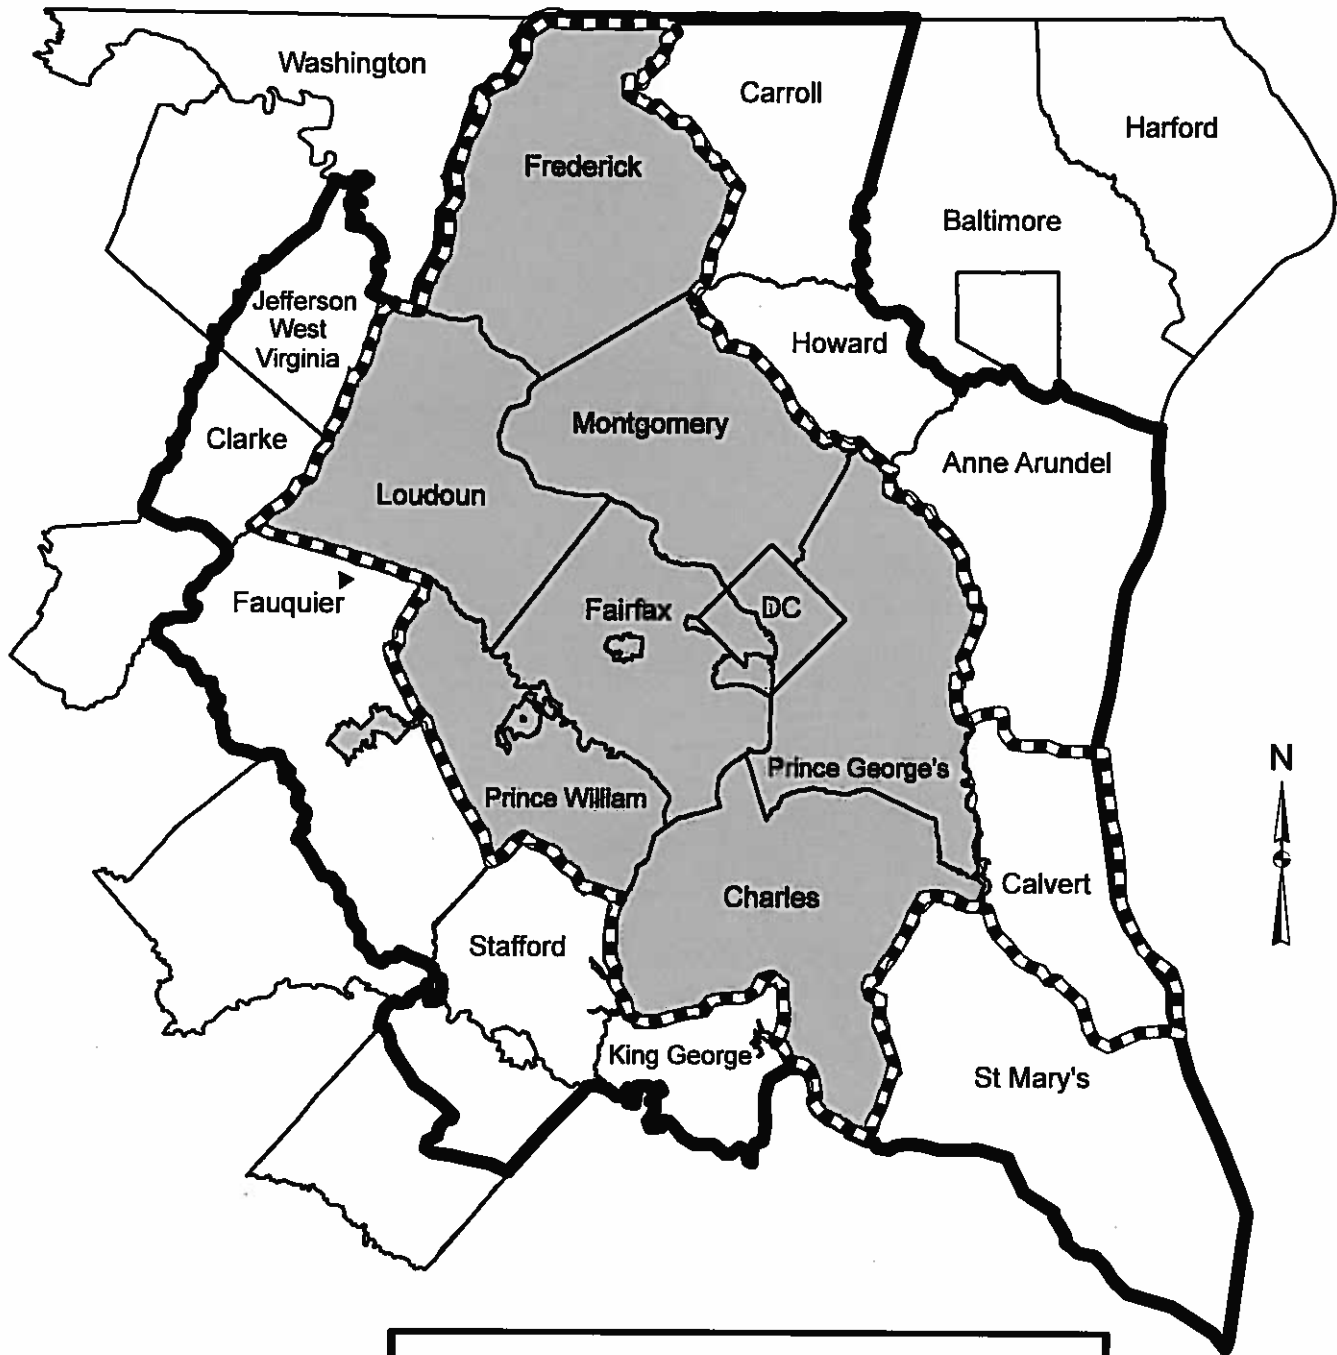 Washington
Carroll
Harford
Frederick
Baltimore
Jefferson
West
Virginia
Howard
Clarke
Montgomery
Anne Arundel
Loudoun
Fauquier
Fairfax
DC
Prince George's
N
Prince William
Calvert
Charles
Stafford
King George
St Mary's